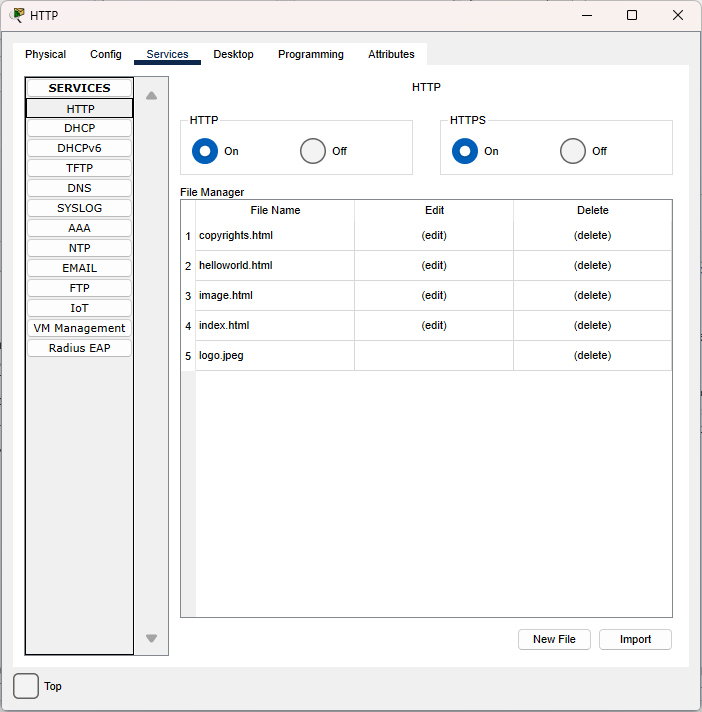 HTTP
Physical Config Services Desktop Programming Attributes
SERVICES
HTTP
DHCP
DHCPv6
TFTP
DNS
SYSLOG
AAA
NTP
EMAIL
FTP
IoT
VM Management
Radius EAP
HTTP
HTTP
On Off
HTTPS
On Off
File Manager
File Name Edit Delete
1 copyrights.html (edit) (delete)
2 helloworld.html (edit) (delete)
3 image.html (edit) (delete)
4 index.html (edit) (delete)
5 logo.jpeg (delete)
New File Import
Top